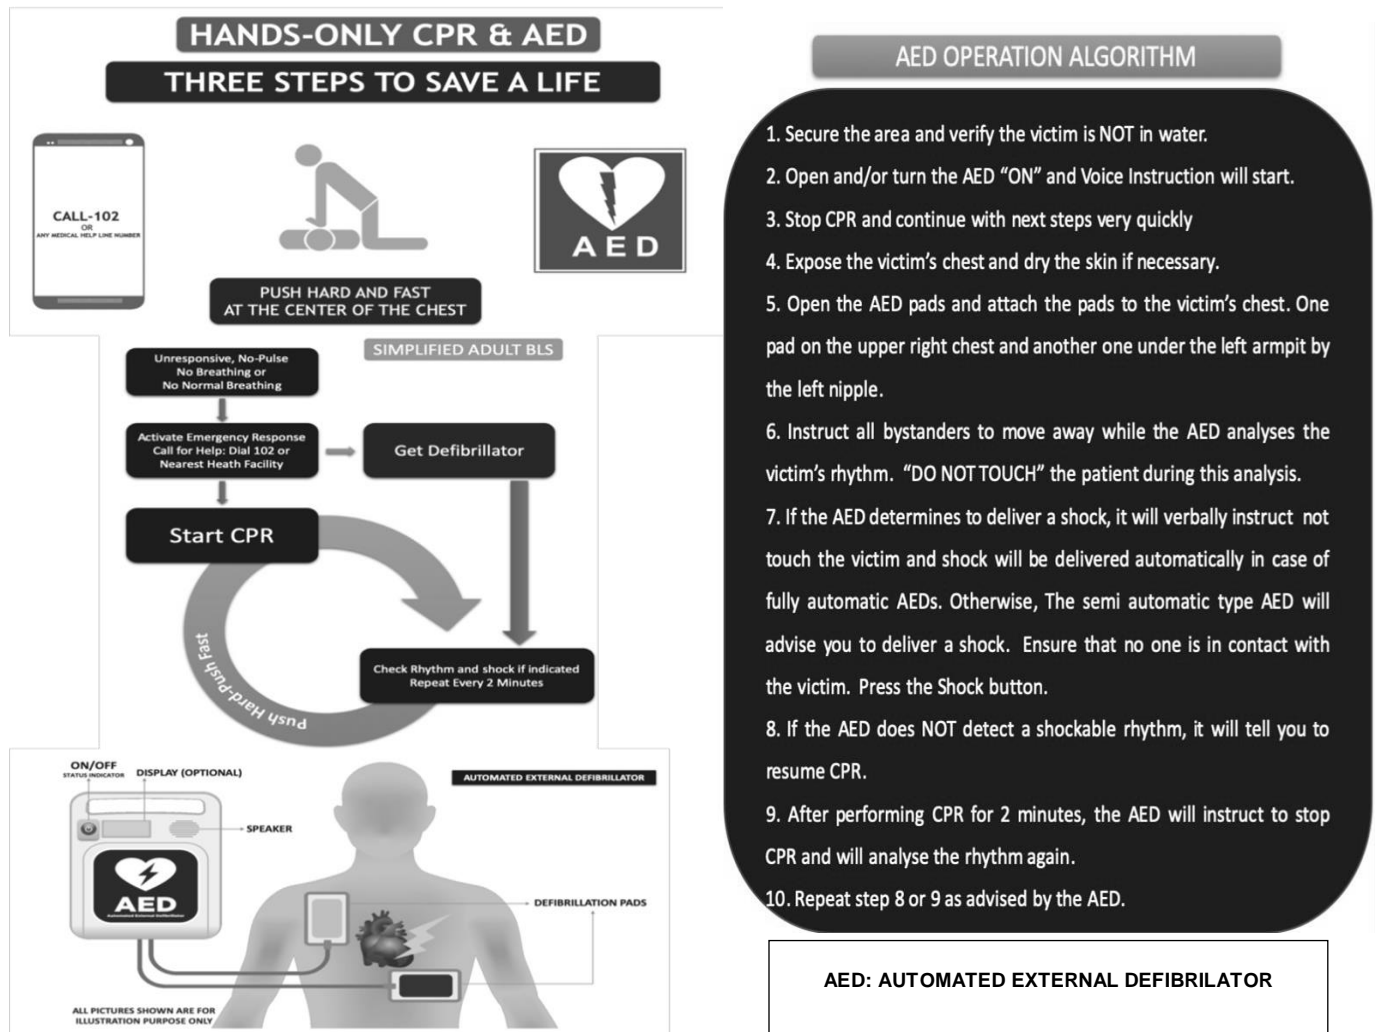 HANDS-ONLY CPR & AED
THREE STEPS TO SAVE A LIFE
CALL-102
OR
ANY MEDICAL HELP LINE NUMBER
AED
PUSH HARD AND FAST
AT THE CENTER OF THE CHEST
SIMPLIFIED ADULT BLS
Unresponsive, No-Pulse
No Breathing or
No Normal Breathing
Activate Emergency Response
Call for Help: Dial 102 or
Nearest Heath Facility
Get Defibrillator
Start CPR
Push Hard-Push Fast
Check Rhythm and shock if indicated
Repeat Every 2 Minutes
ON/OFF
STATUS INDICATOR
DISPLAY (OPTIONAL)
AUTOMATED EXTERNAL DEFIBRILLATOR
SPEAKER
AED
Automated External Defibrillator
DEFIBRILLATION PADS
ALL PICTURES SHOWN ARE FOR
ILLUSTRATION PURPOSE ONLY
AED OPERATION ALGORITHM
1. Secure the area and verify the victim is NOT in water.
2. Open and/or turn the AED “ON” and Voice Instruction will start.
3. Stop CPR and continue with next steps very quickly
4. Expose the victim’s chest and dry the skin if necessary.
5. Open the AED pads and attach the pads to the victim’s chest. One
pad on the upper right chest and another one under the left armpit by
the left nipple.
6. Instruct all bystanders to move away while the AED analyses the
victim’s rhythm. “DO NOT TOUCH” the patient during this analysis.
7. If the AED determines to deliver a shock, it will verbally instruct not
touch the victim and shock will be delivered automatically in case of
fully automatic AEDs. Otherwise, The semi automatic type AED will
advise you to deliver a shock. Ensure that no one is in contact with
the victim. Press the Shock button.
8. If the AED does NOT detect a shockable rhythm, it will tell you to
resume CPR.
9. After performing CPR for 2 minutes, the AED will instruct to stop
CPR and will analyse the rhythm again.
10. Repeat step 8 or 9 as advised by the AED.
AED: AUTOMATED EXTERNAL DEFIBRILATOR